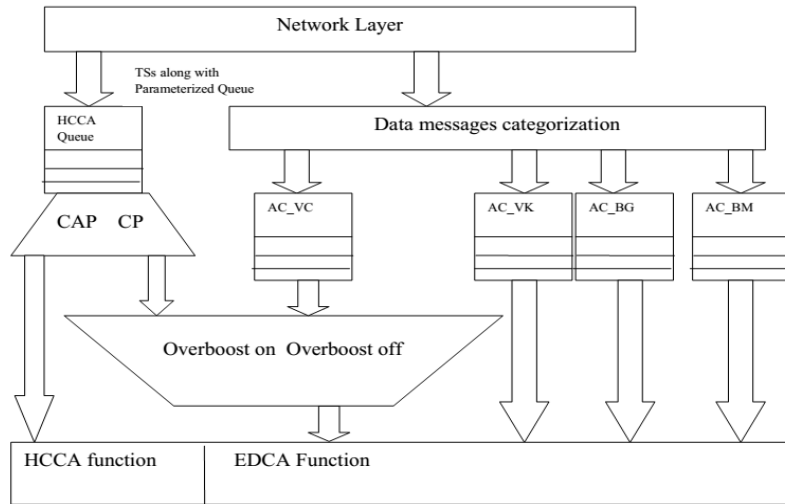 Network Layer
TSs along with
Parameterized Queue
HCCA
Queue
Data messages categorization
CAP CP
AC_VC
AC_VK
AC_BG
AC_BM
Overboost on Overboost off
HCCA function
EDCA Function